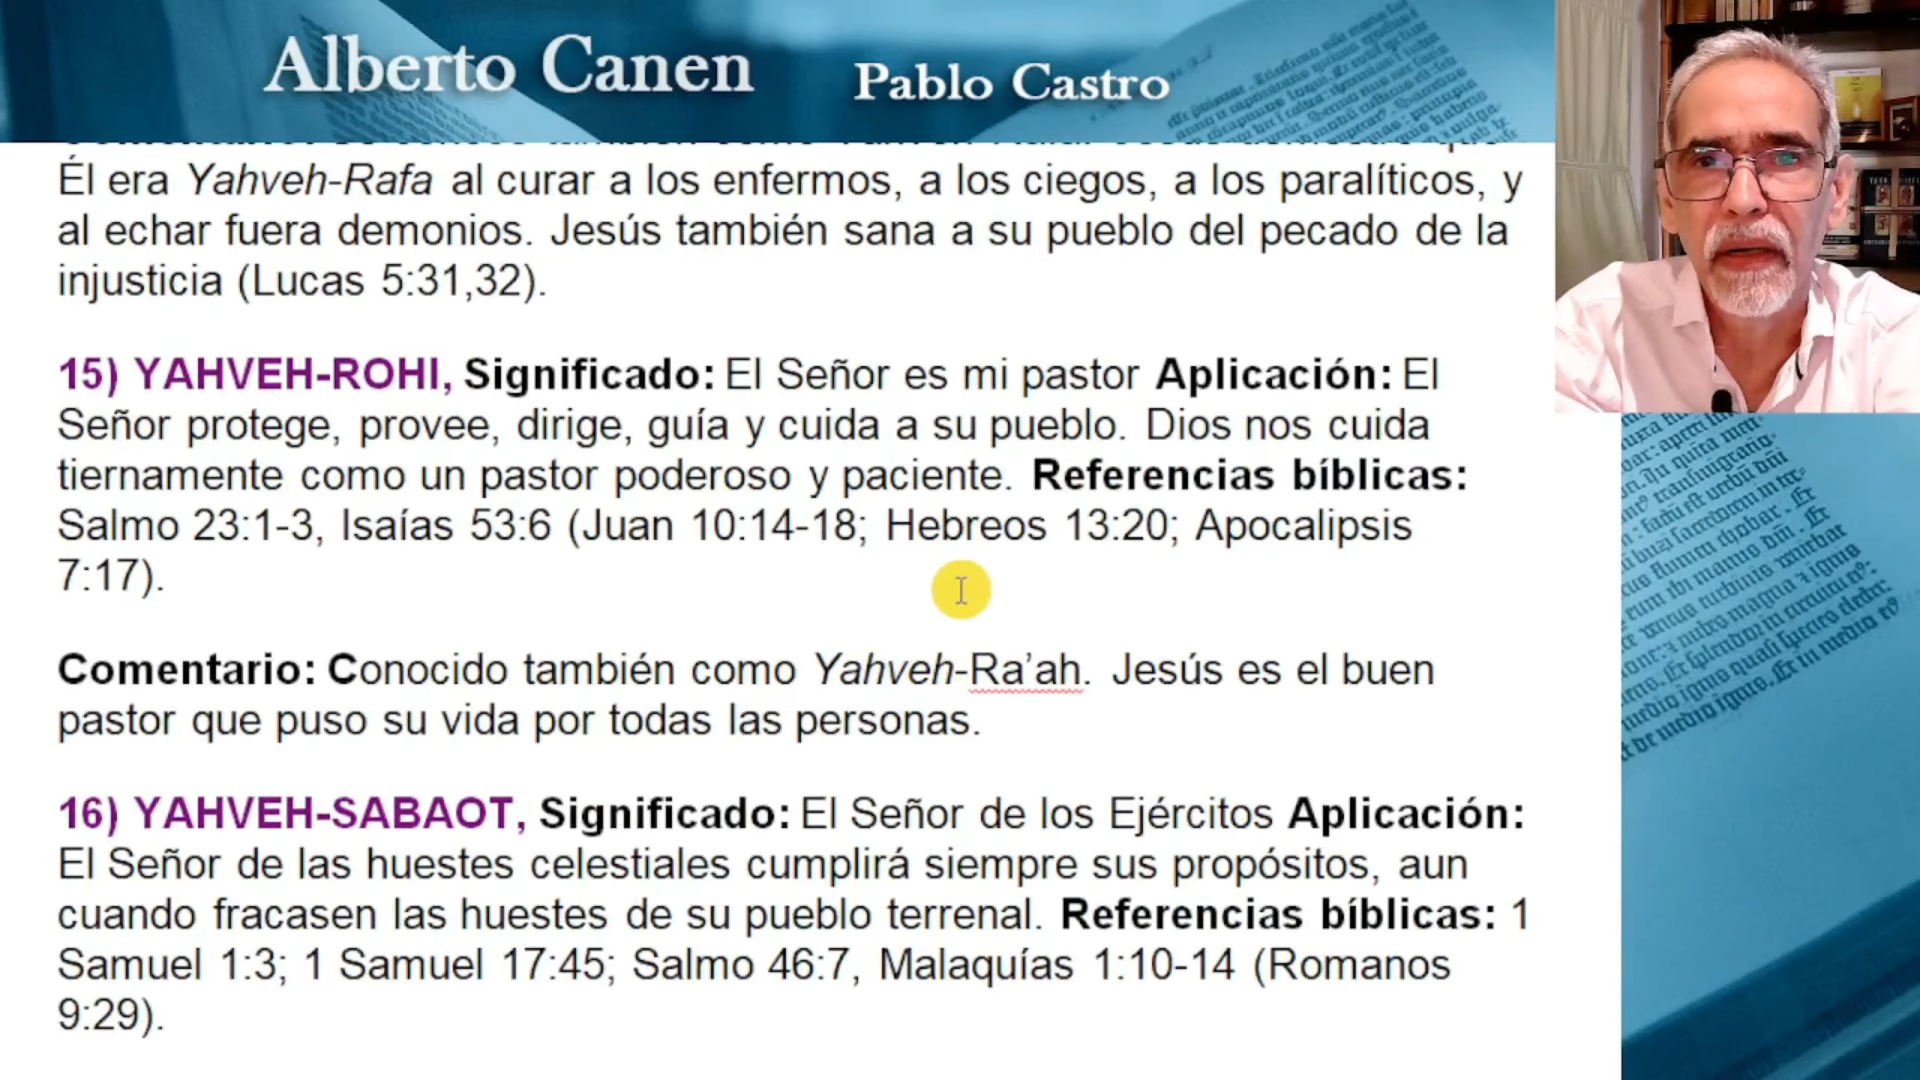 Alberto Canen
Pablo Castro
Él era Yahveh-Rafa al curar a los enfermos, a los ciegos, a los paralíticos, y
al echar fuera demonios. Jesús también sana a su pueblo del pecado de la
injusticia (Lucas 5:31,32).
15) YAHVEH-ROHI, Significado: El Señor es mi pastor Aplicación: El
Señor protege, provee, dirige, guía y cuida a su pueblo. Dios nos cuida
tiernamente como un pastor poderoso y paciente. Referencias bíblicas:
Salmo 23:1-3, Isaías 53:6 (Juan 10:14-18; Hebreos 13:20; Apocalipsis
7:17).
Comentario: Conocido también como Yahveh-Ra’ah. Jesús es el buen
pastor que puso su vida por todas las personas.
16) YAHVEH-SABAOT, Significado: El Señor de los Ejércitos Aplicación:
El Señor de las huestes celestiales cumplirá siempre sus propósitos, aun
cuando fracasen las huestes de su pueblo terrenal. Referencias bíblicas: 1
Samuel 1:3; 1 Samuel 17:45; Salmo 46:7, Malaquías 1:10-14 (Romanos
9:29).